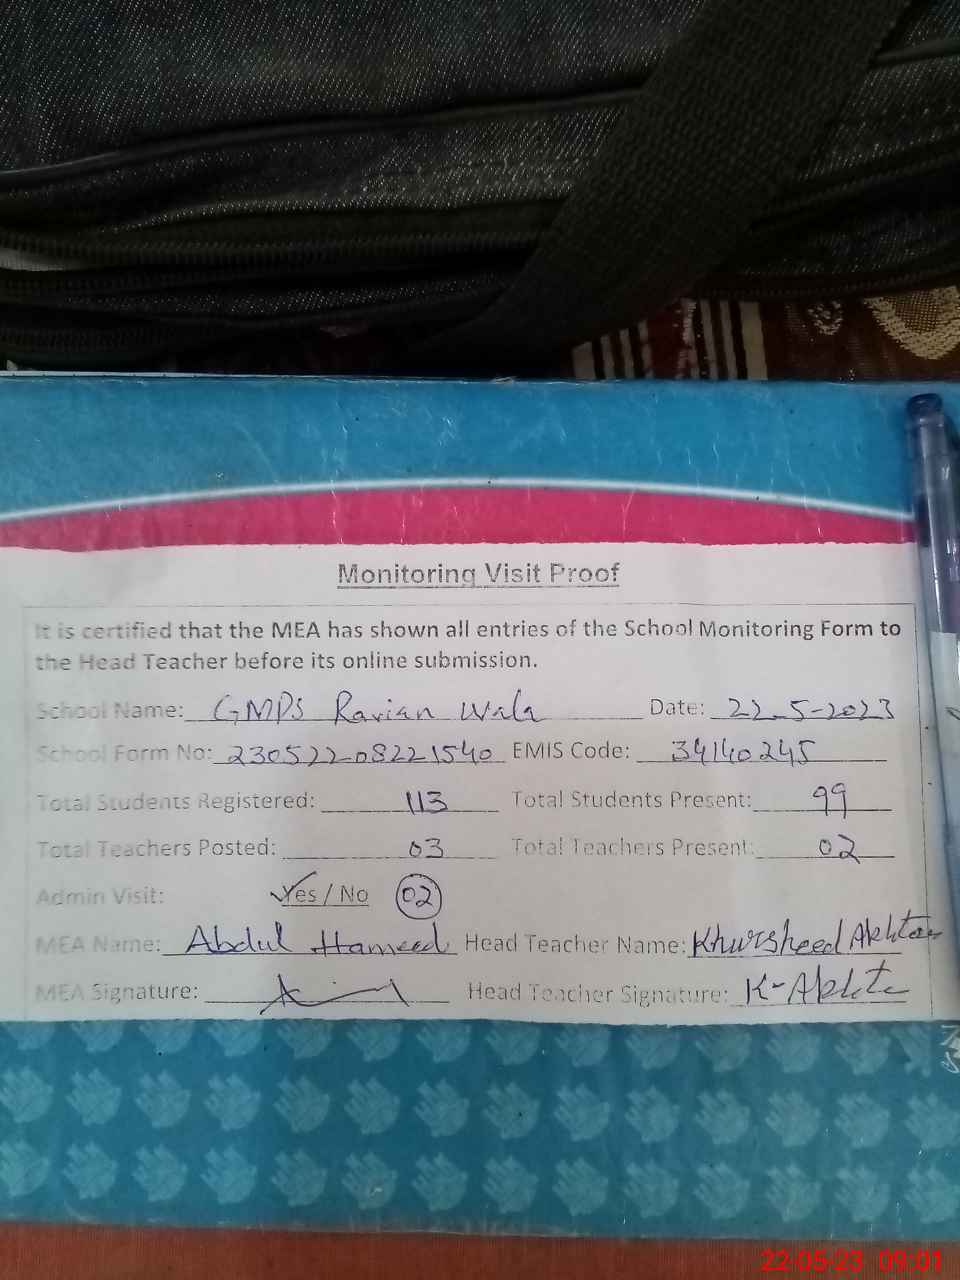 Monitoring Visit Proof
It is certified that the MEA has shown all entries of the School Monitoring Form to
the Head Teacher before its online submission.
School Name: GMPS Ravian Wala Date: 22-5-2023
School Form No: 230522-08221540 EMIS Code: 34140245
Total Students Registered: 113 Total Students Present: 99
Total Teachers Posted: 03 Total Teachers Present: 02
Admin Visit: Yes / No 02
MEA Name: Abdul Hameed Head Teacher Name: Khursheed Akhtar
MEA Signature: Head Teacher Signature: K-Akhta
22-05-23 09:01